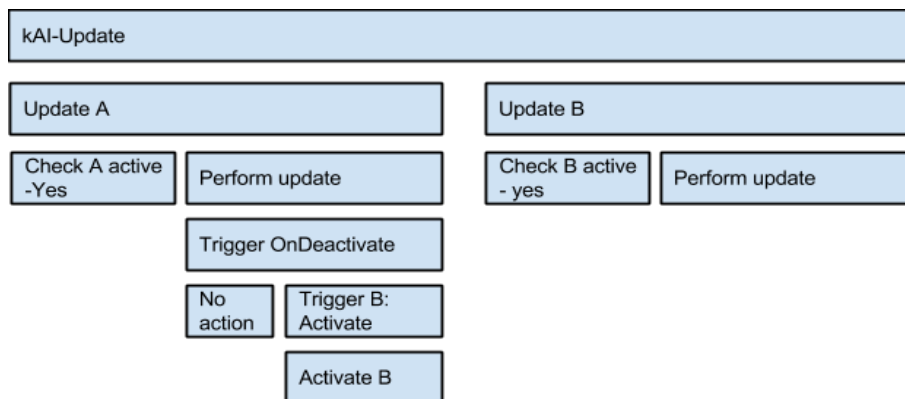 kAI-Update
Update A
Update B
Check A active
-Yes
Perform update
Check B active
- yes
Perform update
Trigger OnDeactivate
No
action
Trigger B:
Activate
Activate B